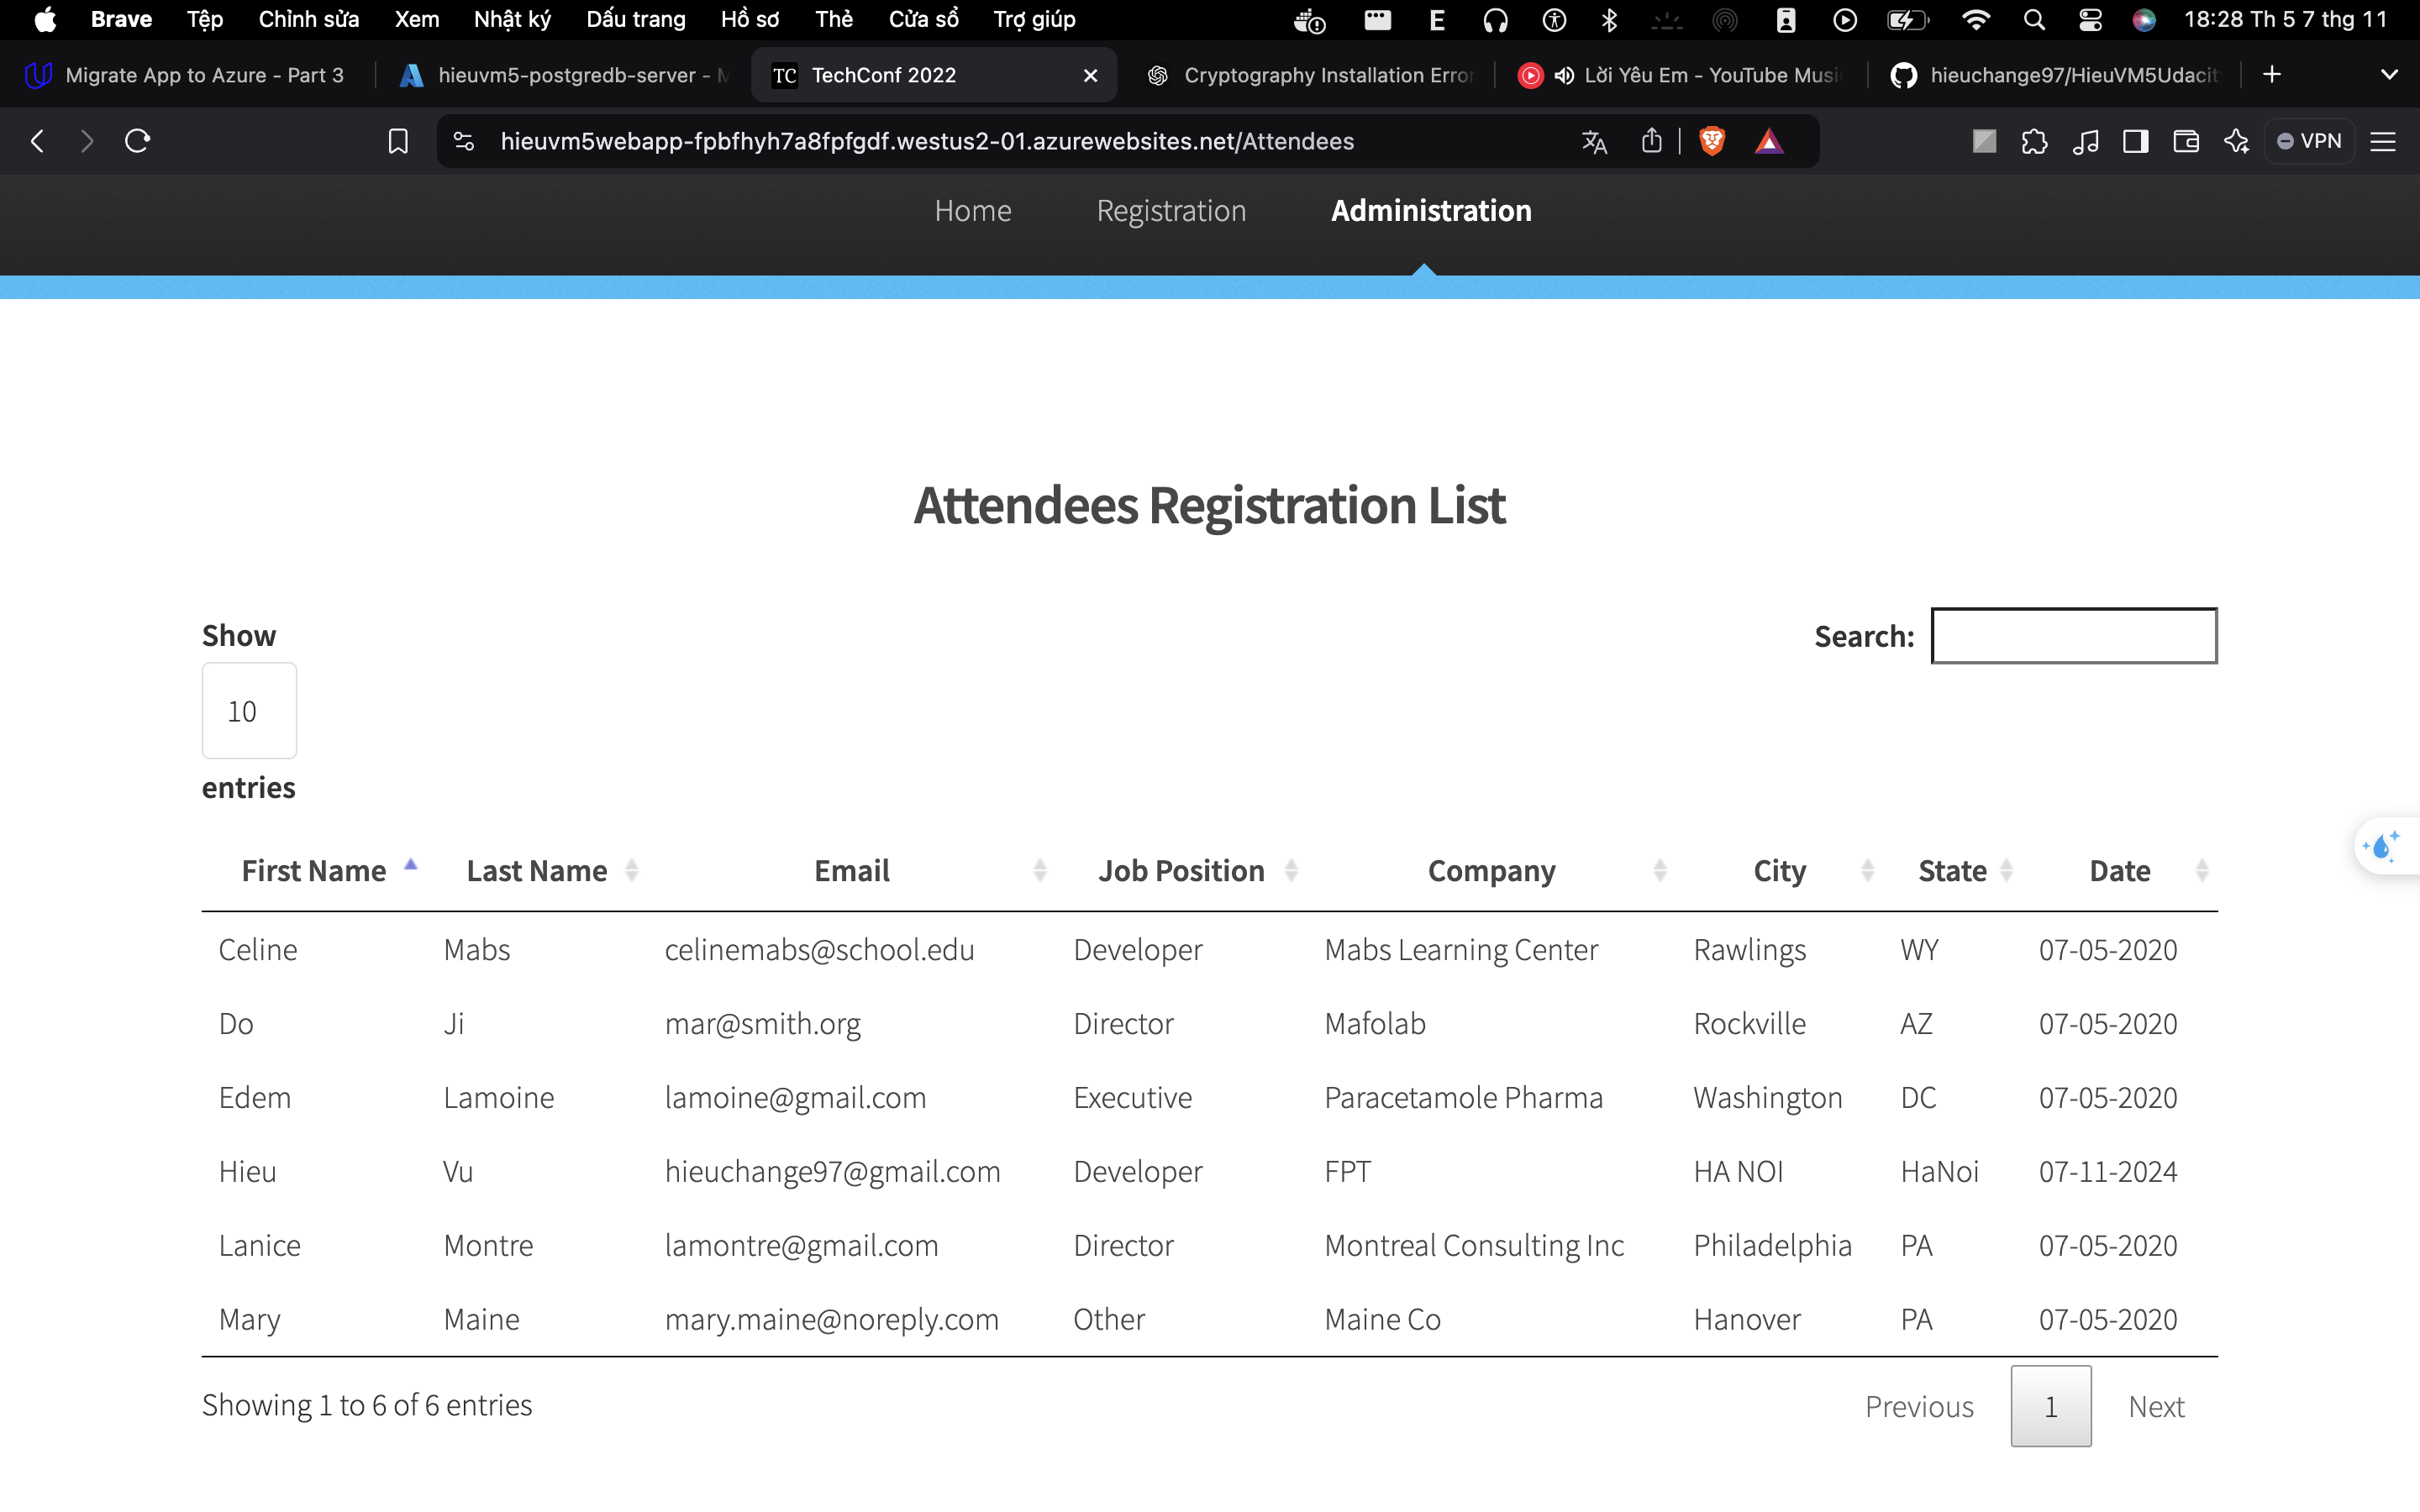 Brave Tệp Chỉnh sửa Xem Nhật ký Dấu trang Hồ sơ Thẻ Cửa sổ Trợ giúp E 18:28 Th 5 7 thg 11
Migrate App to Azure - Part 3 hieuvm5-postgredb-server - TC TechConf 2022 Cryptography Installation Error Lời Yêu Em - YouTube Musi hieuchange97/HieuVM5Udacit
hieuvm5webapp-fpbfhyh7a8fpfgdf.westus2-01.azurewebsites.net/Attendees VPN
Home Registration Administration
Attendees Registration List
Show
Search:
10
entries
First Name Last Name Email Job Position Company City State Date
Celine Mabs celinemabs@school.edu Developer Mabs Learning Center Rawlings WY 07-05-2020
Do Ji mar@smith.org Director Mafolab Rockville AZ 07-05-2020
Edem Lamoine lamoine@gmail.com Executive Paracetamole Pharma Washington DC 07-05-2020
Hieu Vu hieuchange97@gmail.com Developer FPT HA NOI HaNoi 07-11-2024
Lanice Montre lamontre@gmail.com Director Montreal Consulting Inc Philadelphia PA 07-05-2020
Mary Maine mary.maine@noreply.com Other Maine Co Hanover PA 07-05-2020
Showing 1 to 6 of 6 entries
Previous 1 Next